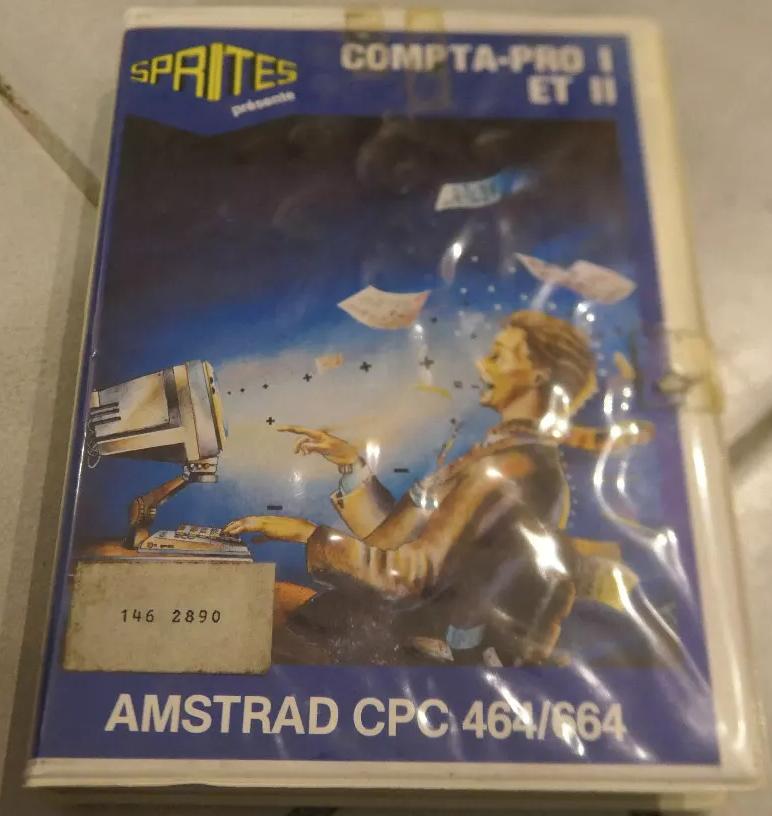 SPRITES
présente
COMPTA-PRO I
ET II
146 2890
AMSTRAD CPC 464/664